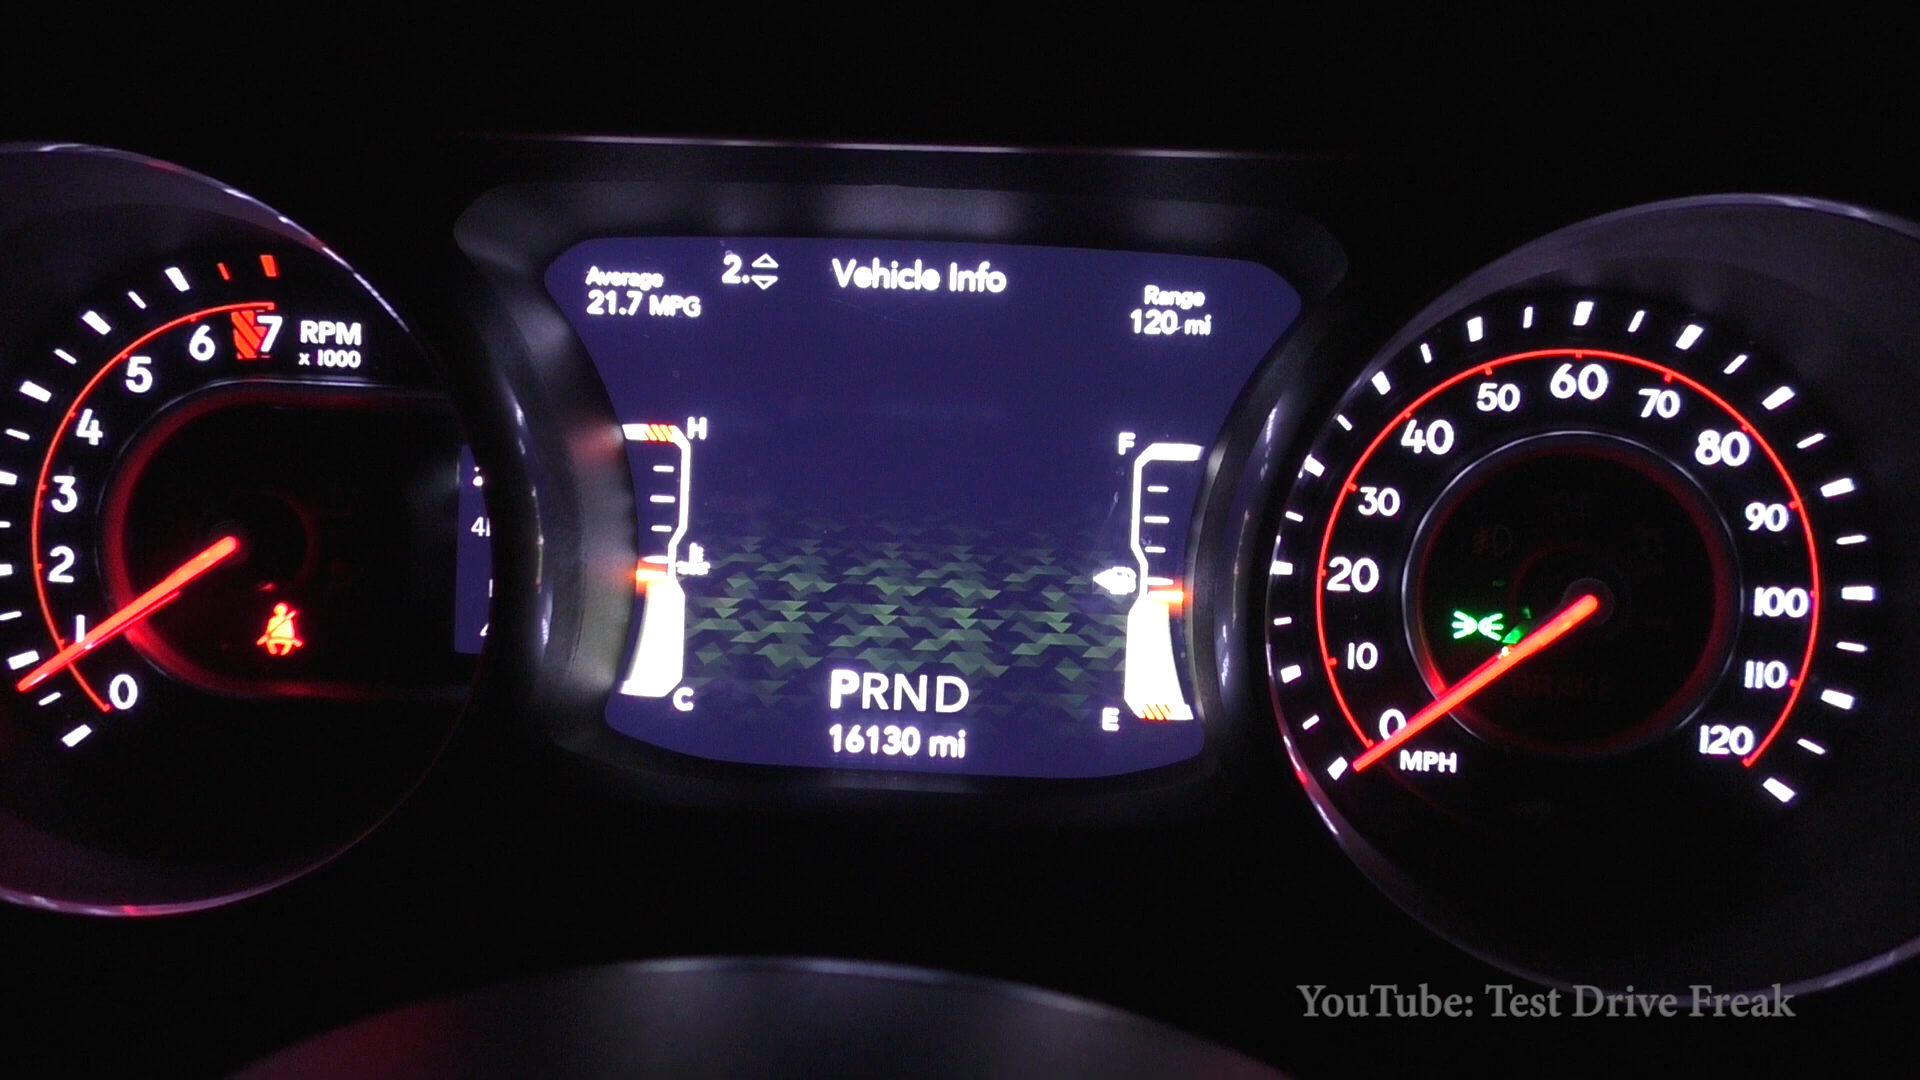 7
6
5
4
3
2
1
0
RPM
x 1000
Average
21.7 MPG
2.
Vehicle Info
Range
120 mi
H
C
F
E
PRND
16130 mi
0
10
20
30
40
50
60
70
80
90
100
110
120
MPH
YouTube: Test Drive Freak